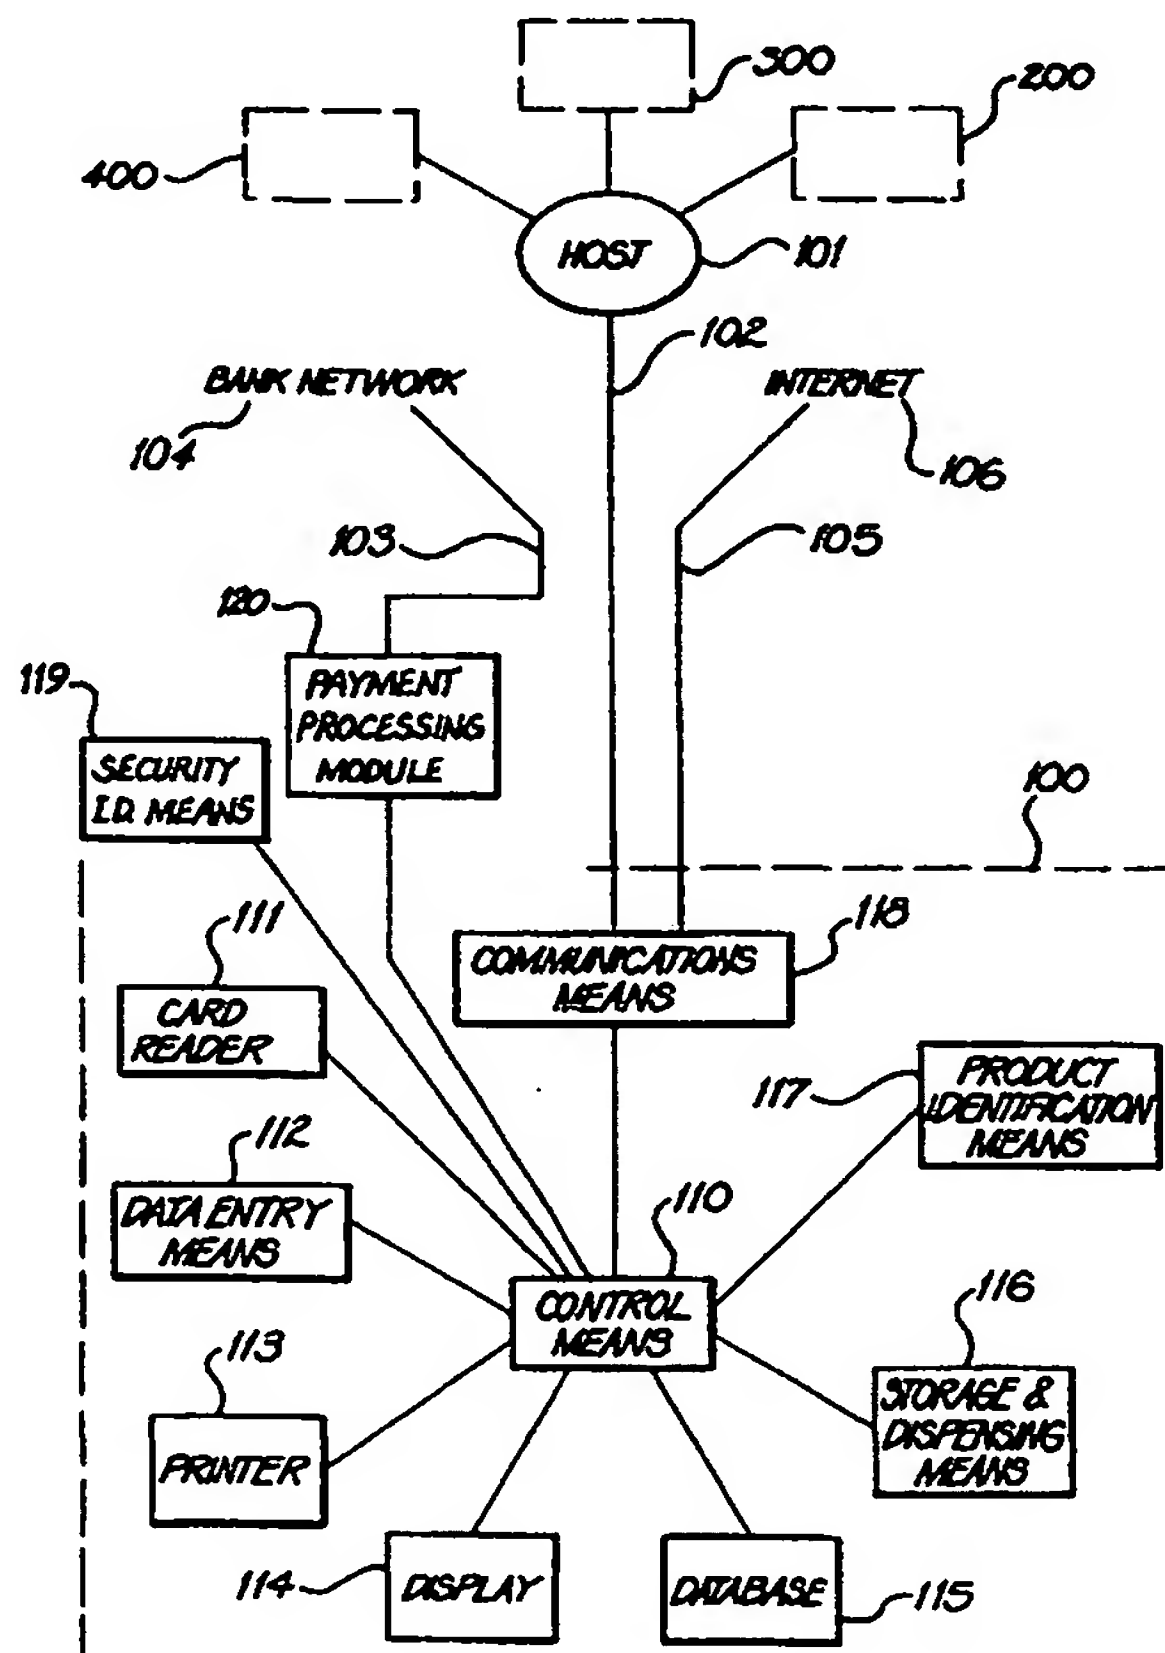 300
200
400
HOST
101
102
BANK NETWORK
INTERNET
104
106
103
105
120
119
PAYMENT
PROCESSING
MODULE
SECURITY
I.D. MEANS
100
111
118
COMMUNICATIONS
MEANS
CARD
READER
117
PRODUCT
IDENTIFICATION
MEANS
112
110
DATA ENTRY
MEANS
116
CONTROL
MEANS
113
STORAGE &
DISPENSING
MEANS
PRINTER
114
DISPLAY
DATABASE
115